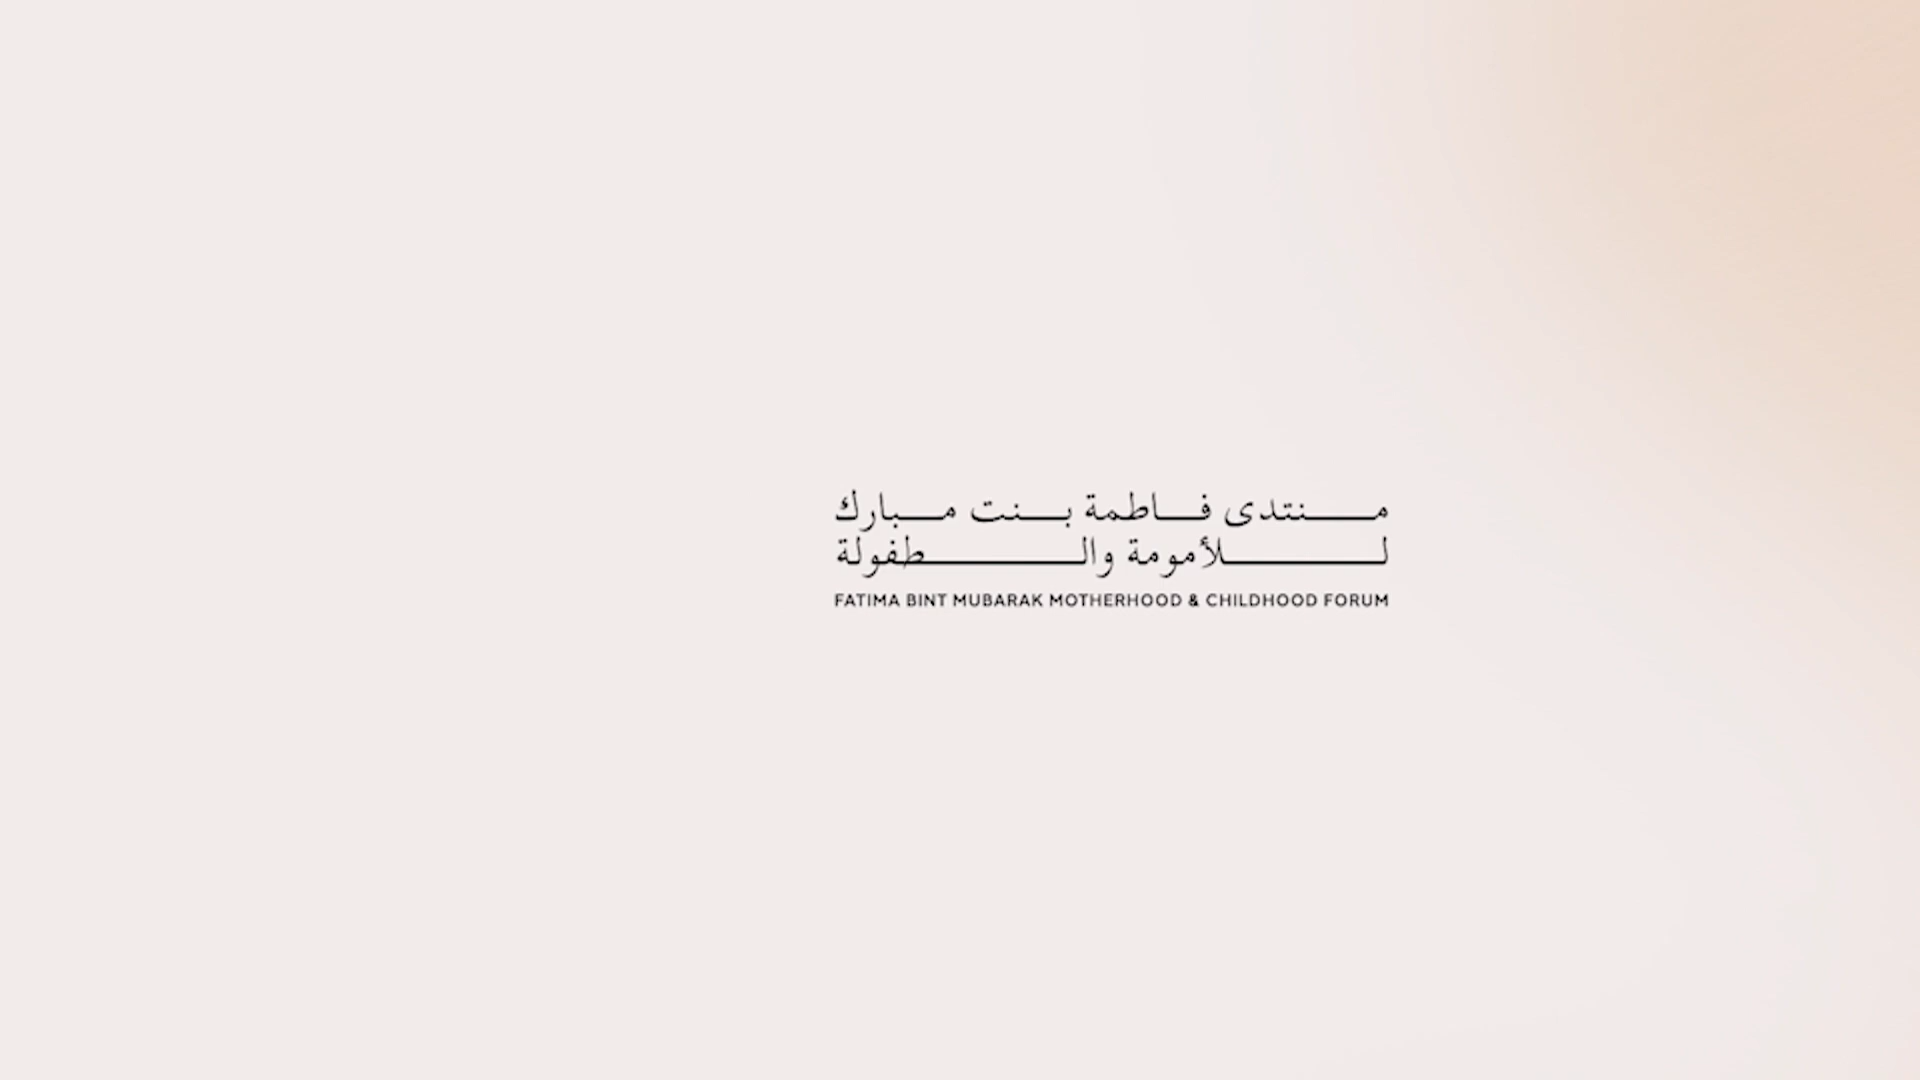 منتدى فاطمة بنت مبارك
للأمومة والطفولة
FATIMA BINT MUBARAK MOTHERHOOD & CHILDHOOD FORUM